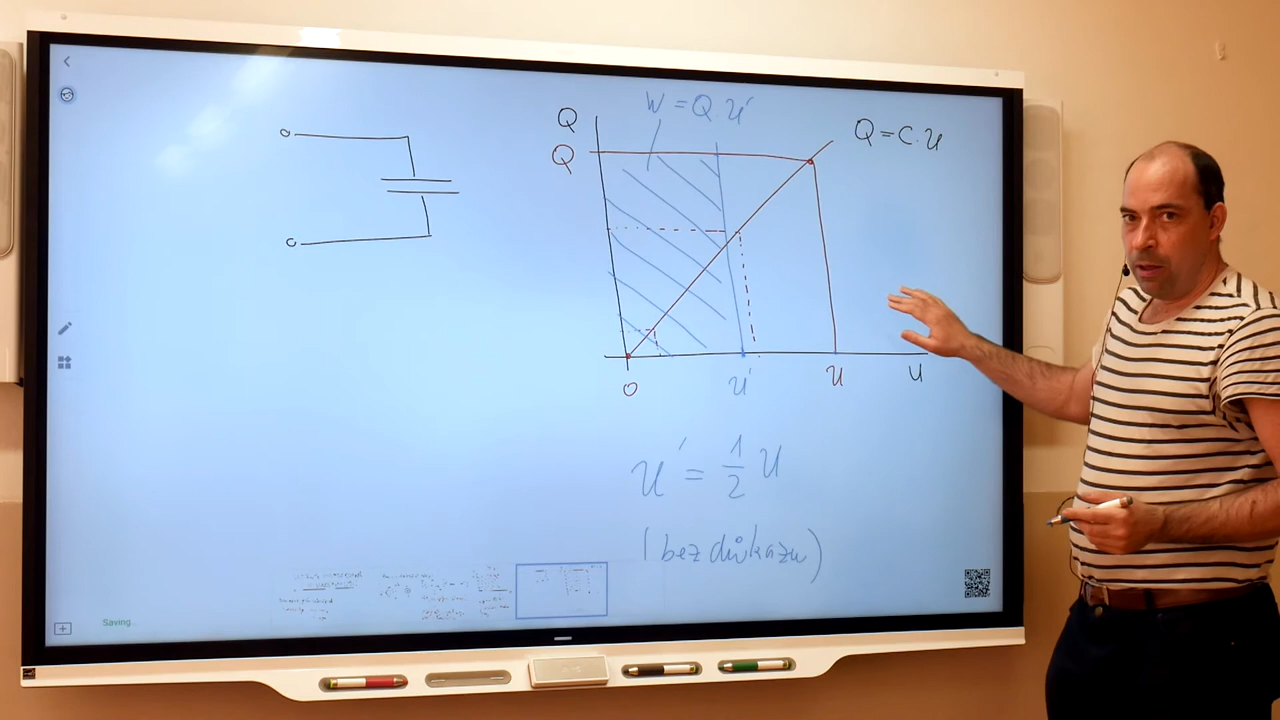 W = Q.U'
Q
Q
Q = C.U
0
U'
U
U
U' = 1/2 U
(bez důkazu)
Saving